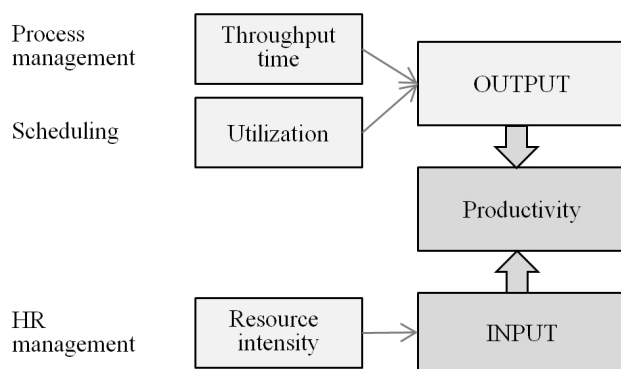 Process
management
Throughput
time
OUTPUT
Scheduling
Utilization
Productivity
HR
management
Resource
intensity
INPUT